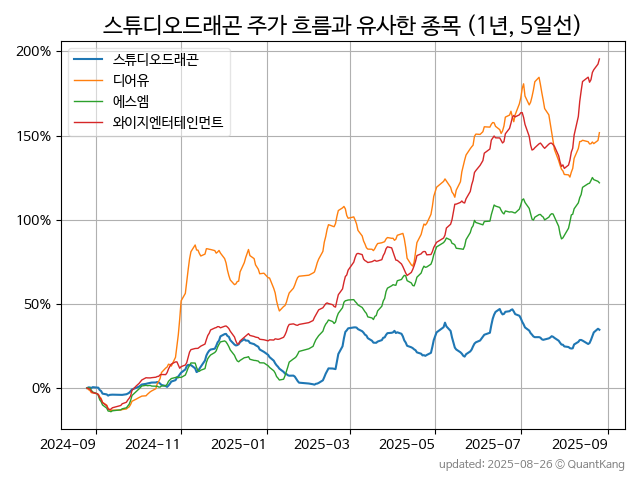 스튜디오드래곤 주가 흐름과 유사한 종목 (1년, 5일선)
200%
150%
100%
50%
0%
스튜디오드래곤
디어유
에스엠
와이지엔터테인먼트
2024-09 2024-11 2025-01 2025-03 2025-05 2025-07 2025-09
updated: 2025-08-26 © QuantKang